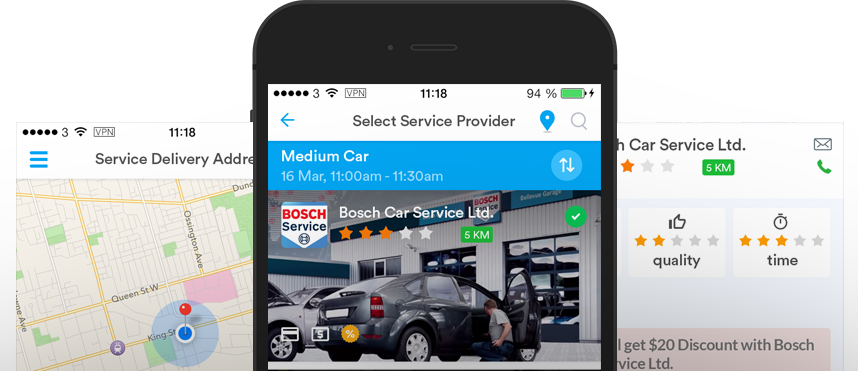 3 VPN 11:18
Service Delivery Addre
Dund
Ossington Ave
Queen St W
King St
3 VPN 11:18 94 %
Select Service Provider
Medium Car
16 Mar, 11:00am - 11:30am
Bellevue Garage
BOSCH
Service
Bosch Car Service Ltd.
5 KM
5
%
h Car Service Ltd.
5 KM
quality
time
l get $20 Discount with Bosch
vice Ltd.